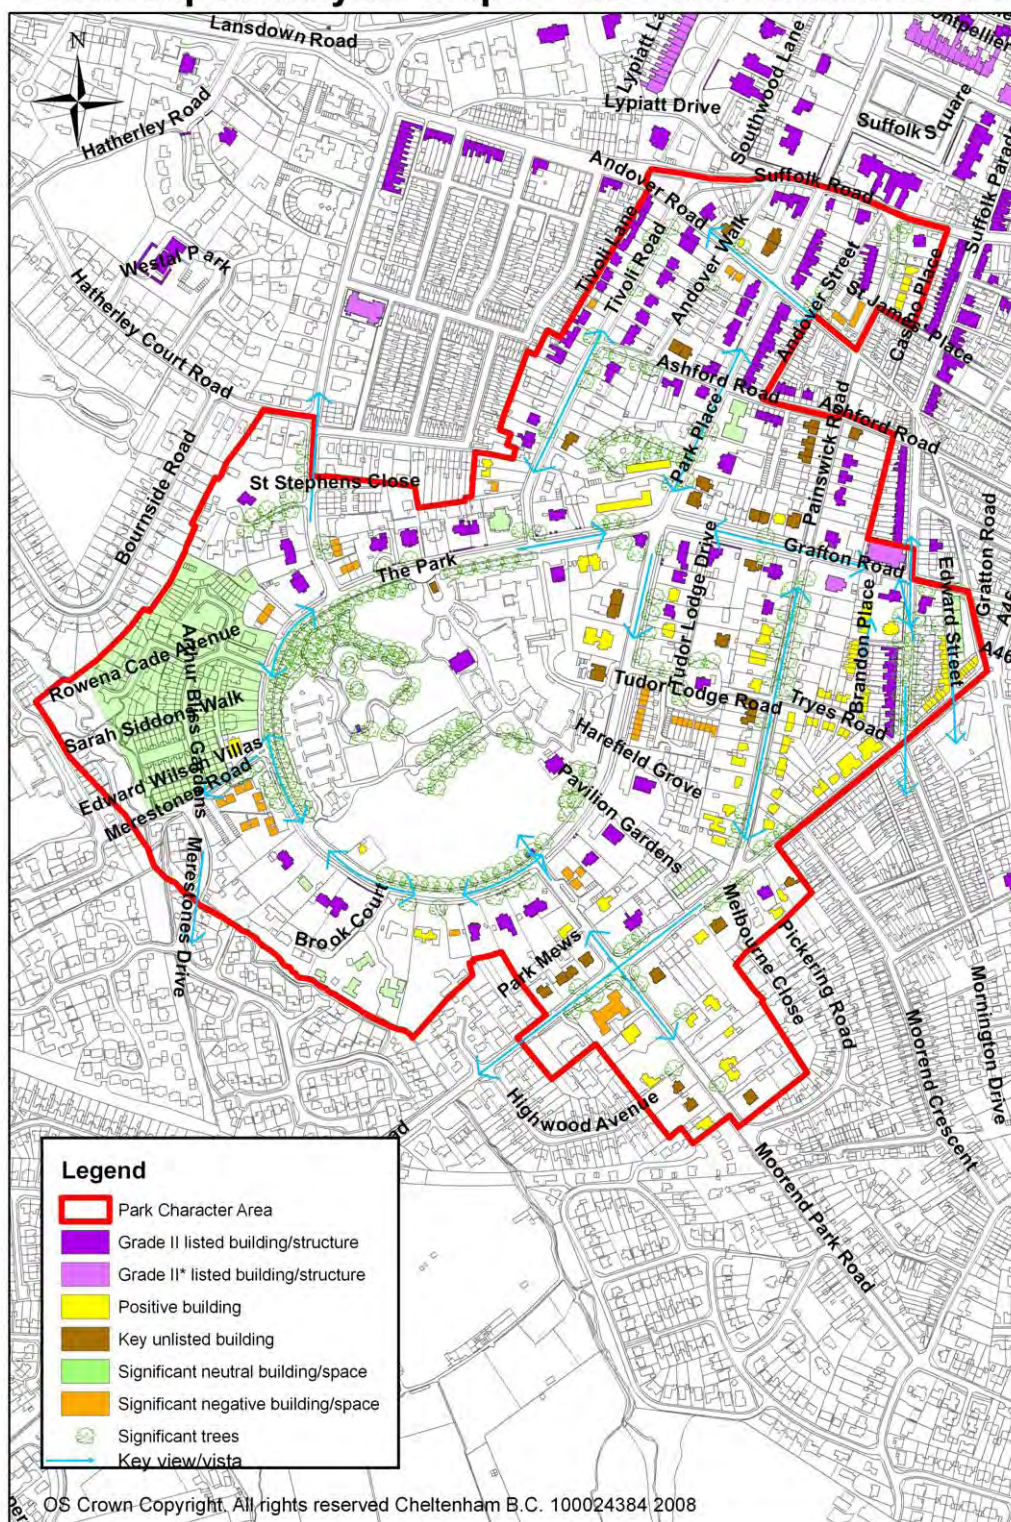 Lansdown Road
Montpellier
N
Lypiatt La
Southwood Lane
Lypiatt Drive
Suffolk Square
Suffolk Parade
Hatherley Road
Andover Road
Suffolk Road
Tivoli Lane
Tivoli Road
Andover Walk
Andover Street
St James' Place
Westal Park
Hatherley Court Road
Ashford Road
Park Place
Painswick Road
Ashford Road
Bournside Road
St Stephens Close
The Park
Tudor Lodge Drive
Grafton Road
Brandon Place
Edward Street
Gratton Road
A46
A46
Rowena Cade Avenue
Arthur Bliss Gardens
Sarah Siddons Walk
Edward Wilson Villas
Merestones Road
Merestones Drive
Tudor Lodge Road
Tryes Road
Harefield Grove
Pavilion Gardens
Brook Court
Park Mews
Melbourne Close
Pickering Road
Mornington Drive
Moorend Crescent
Highwood Avenue
Moorend Park Road
Legend
Park Character Area
Grade II listed building/structure
Grade II* listed building/structure
Positive building
Key unlisted building
Significant neutral building/space
Significant negative building/space
Significant trees
Key view/vista
OS Crown Copyright. All rights reserved Cheltenham B.C. 100024384 2008